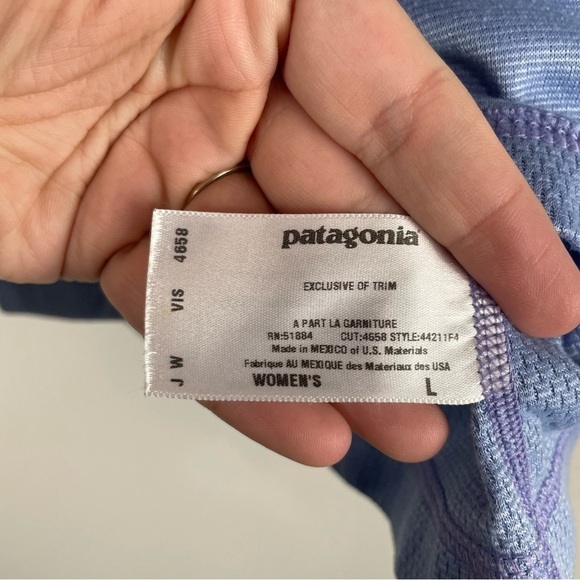 patagonia
EXCLUSIVE OF TRIM
A PART LA GARNITURE
RN:51884 CUT:4658 STYLE:44211F4
Made in MEXICO of U.S. Materials
Fabrique AU MEXIQUE des Materiaux des USA
WOMEN'S L
J W VIS 4658